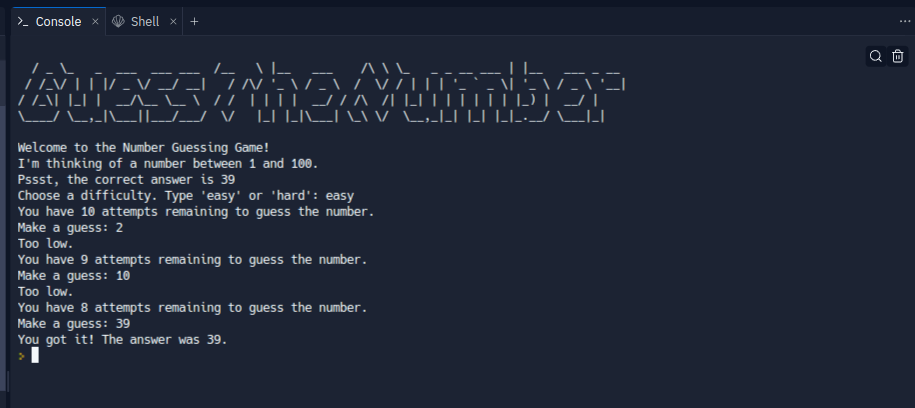 Console × Shell × +
Guess The Number
Welcome to the Number Guessing Game!
I'm thinking of a number between 1 and 100.
Pssst, the correct answer is 39
Choose a difficulty. Type 'easy' or 'hard': easy
You have 10 attempts remaining to guess the number.
Make a guess: 2
Too low.
You have 9 attempts remaining to guess the number.
Make a guess: 10
Too low.
You have 8 attempts remaining to guess the number.
Make a guess: 39
You got it! The answer was 39.